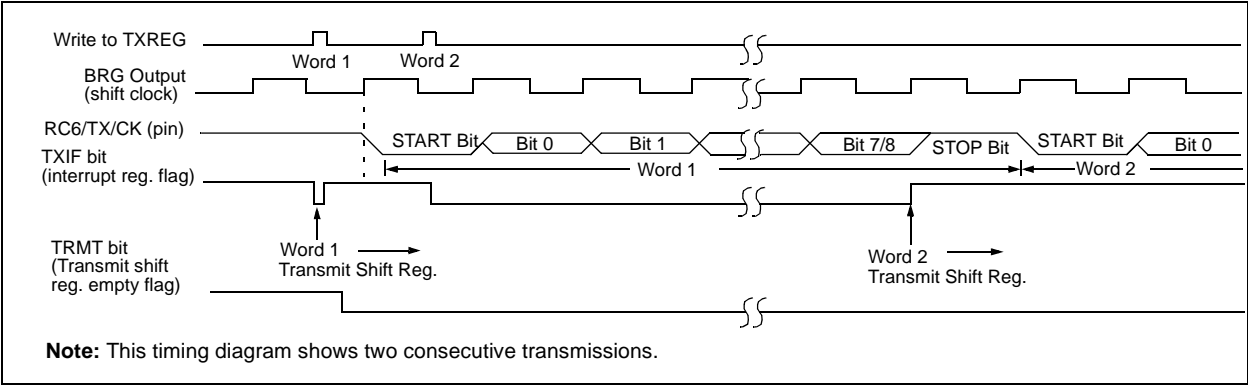 Write to TXREG
Word 1
Word 2
BRG Output
(shift clock)
RC6/TX/CK (pin)
START Bit
Bit 0
Bit 1
Bit 7/8
STOP Bit
START Bit
Bit 0
TXIF bit
(interrupt reg. flag)
Word 1
Word 2
TRMT bit
(Transmit shift
reg. empty flag)
Word 1
Transmit Shift Reg.
Word 2
Transmit Shift Reg.
Note: This timing diagram shows two consecutive transmissions.